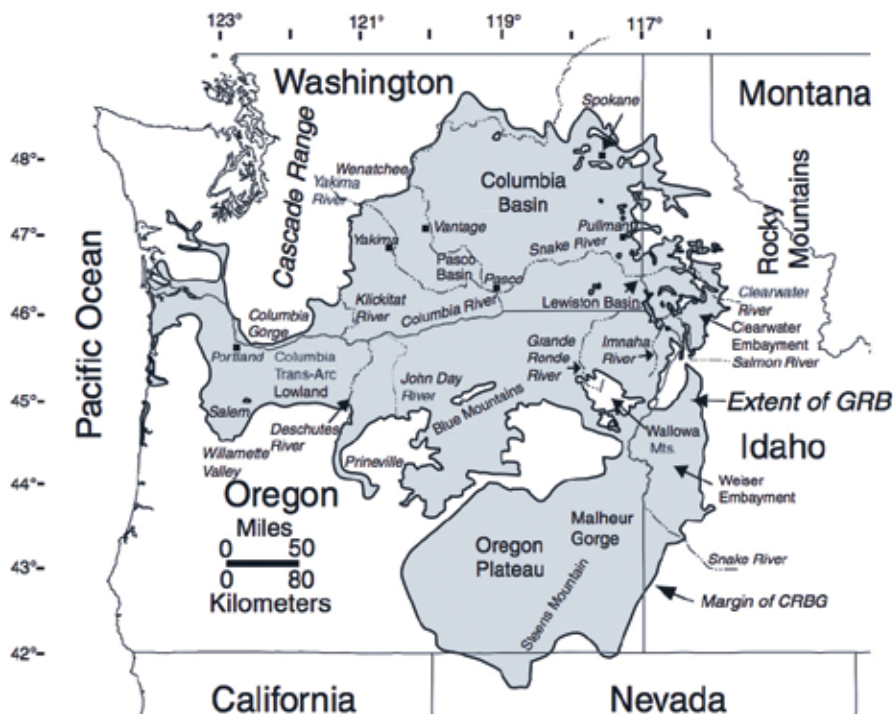 123°
121°
119°
117°
Washington
Montana
Spokane
48°
Cascade Range
Wenatchee
Yakima
River
Columbia
Basin
Rocky
Mountains
Pullman
47°
Vantage
Yakima
Snake River
Pasco
Basin
Pasco
Pacific Ocean
46°
Columbia
Gorge
Klickitat
River
Columbia River
Lewiston Basin
Clearwater
River
Clearwater
Embayment
Portland
Columbia
Trans-Arc
Lowland
Grande
Ronde
River
Imnaha
River
Salmon River
45°
John Day
River
Blue Mountains
Extent of GRB
Salem
Deschutes
River
Wallowa
Mts.
Willamette
Valley
Prineville
Idaho
44°
Oregon
Weiser
Embayment
Miles
0 50
0 80
Kilometers
Malheur
Gorge
43°
Oregon
Plateau
Snake River
Steens Mountain
Margin of CRBG
42°
California
Nevada